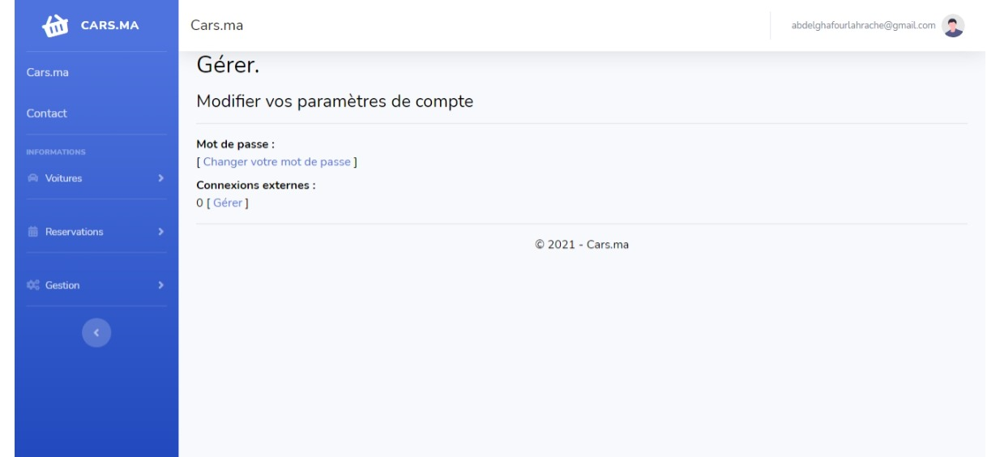 CARS.MA
Cars.ma
abdelghafourlahrache@gmail.com
Cars.ma
Contact
INFORMATIONS
Voitures
Reservations
Gestion
Gérer.
Modifier vos paramètres de compte
Mot de passe :
[ Changer votre mot de passe ]
Connexions externes :
0 [ Gérer ]
© 2021 - Cars.ma